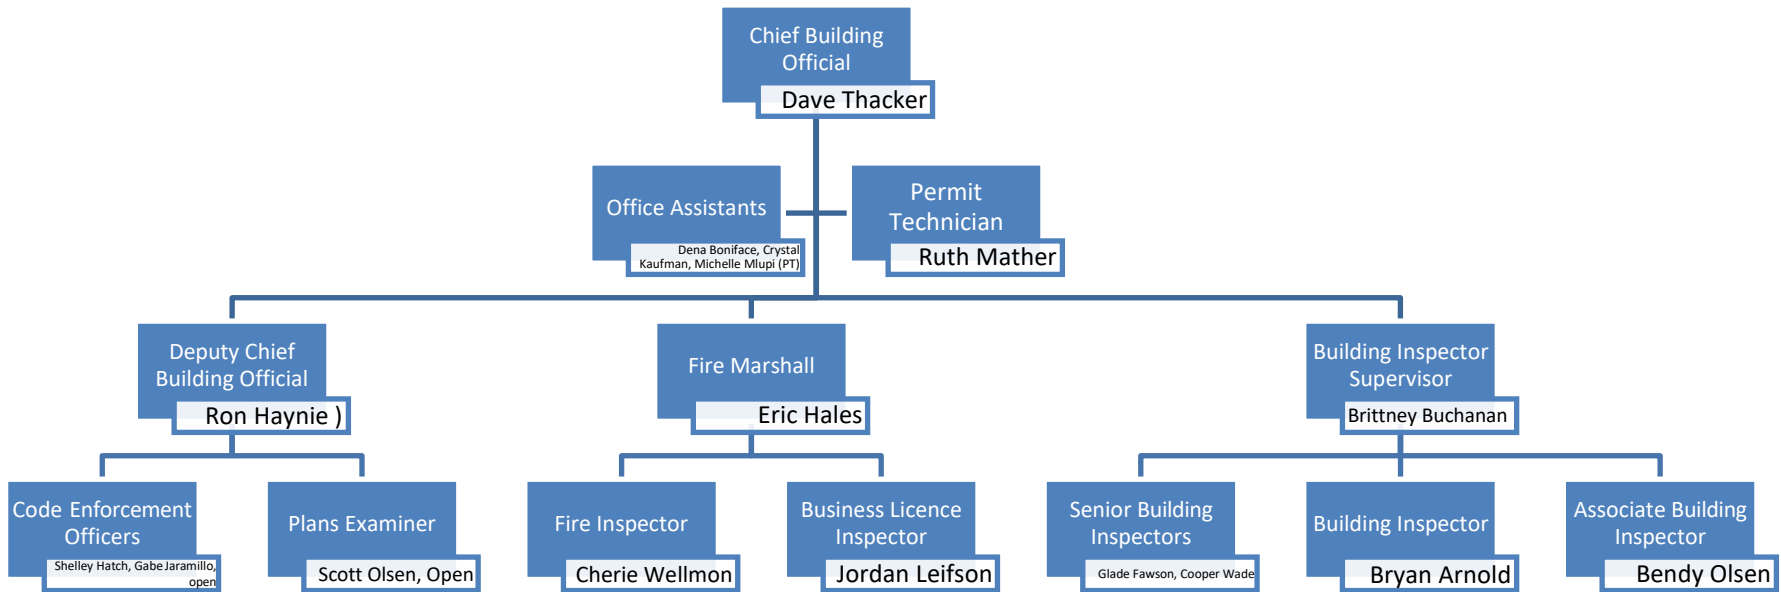 Chief Building
Official
Dave Thacker
Office Assistants
Dena Boniface, Crystal
Kaufman, Michelle Mlupi (PT)
Permit
Technician
Ruth Mather
Deputy Chief
Building Official
Ron Haynie )
Fire Marshall
Eric Hales
Building Inspector
Supervisor
Brittney Buchanan
Code Enforcement
Officers
Shelley Hatch, Gabe Jaramillo,
open
Plans Examiner
Scott Olsen, Open
Fire Inspector
Cherie Wellmon
Business Licence
Inspector
Jordan Leifson
Senior Building
Inspectors
Glade Fawson, Cooper Wade
Building Inspector
Bryan Arnold
Associate Building
Inspector
Bendy Olsen